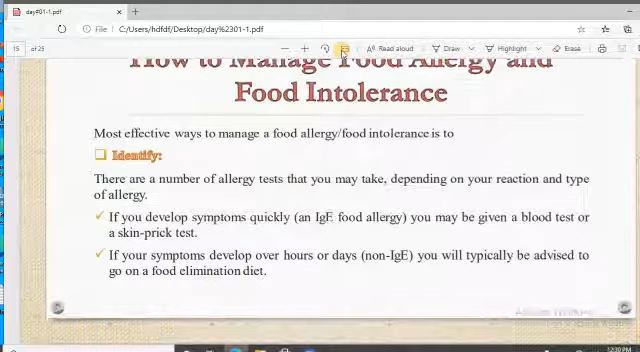 day#01-1.pdf
File C:/Users/hdfdf/Desktop/day%2301-1.pdf
15 of 25 Read aloud Draw Highlight Erase
How to Manage Food Allergy and
Food Intolerance
Most effective ways to manage a food allergy/food intolerance is to
Identify:
There are a number of allergy tests that you may take, depending on your reaction and type
of allergy.
If you develop symptoms quickly (an IgE food allergy) you may be given a blood test or
a skin-prick test.
If your symptoms develop over hours or days (non-IgE) you will typically be advised to
go on a food elimination diet.
Activate Windows
12:30 PM